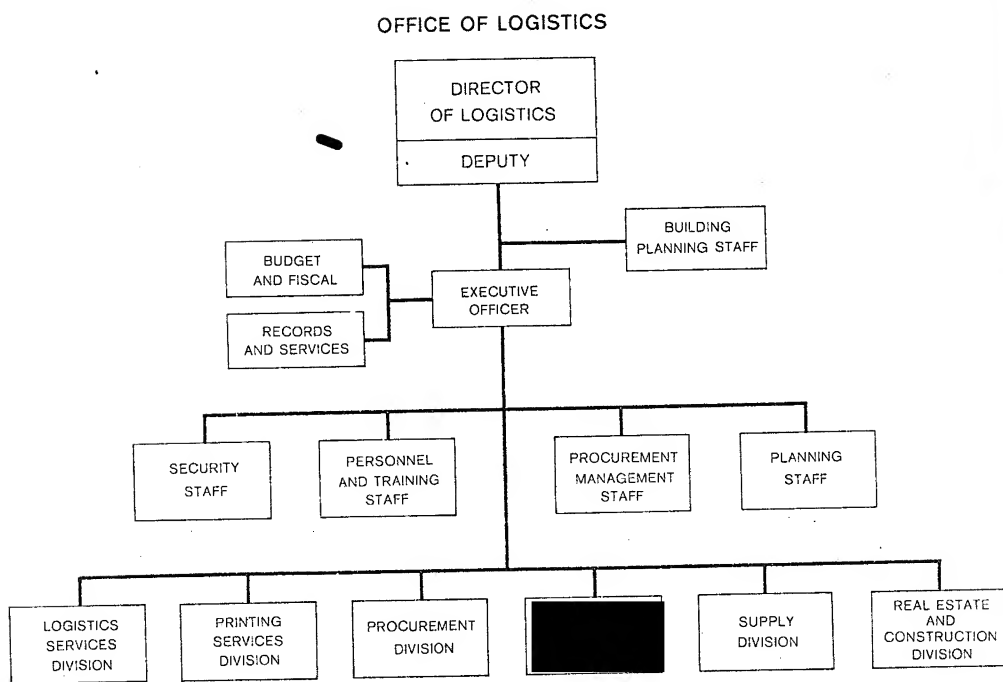 OFFICE OF LOGISTICS
DIRECTOR
OF LOGISTICS
DEPUTY
BUILDING
PLANNING STAFF
BUDGET
AND FISCAL
EXECUTIVE
OFFICER
RECORDS
AND SERVICES
SECURITY
STAFF
PERSONNEL
AND TRAINING
STAFF
PROCUREMENT
MANAGEMENT
STAFF
PLANNING
STAFF
LOGISTICS
SERVICES
DIVISION
PRINTING
SERVICES
DIVISION
PROCUREMENT
DIVISION
SUPPLY
DIVISION
REAL ESTATE
AND
CONSTRUCTION
DIVISION